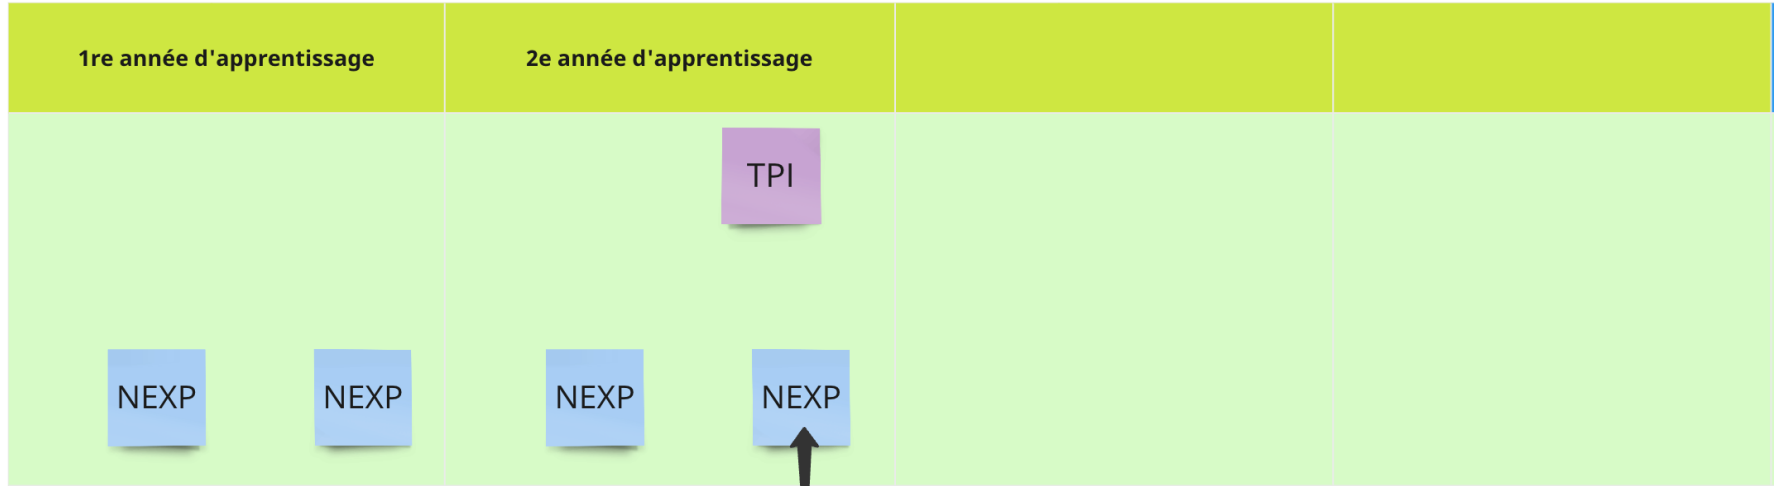 1re année d'apprentissage
2e année d'apprentissage
TPI
NEXP
NEXP
NEXP
NEXP